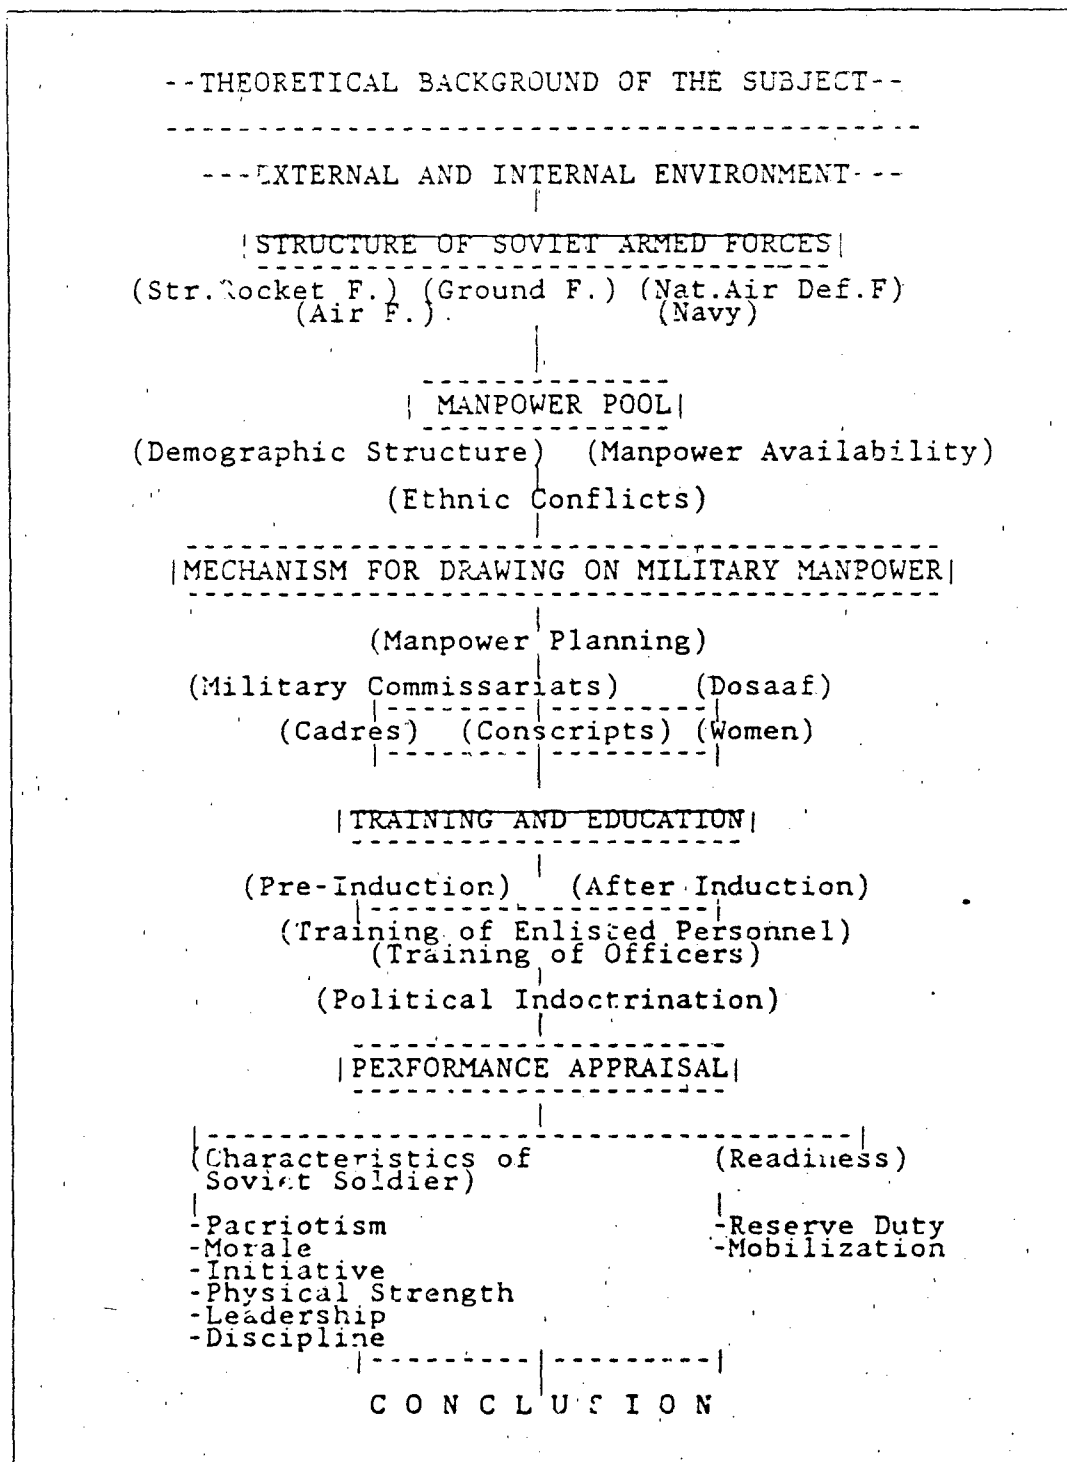 --THEORETICAL BACKGROUND OF THE SUBJECT--
---EXTERNAL AND INTERNAL ENVIRONMENT---
|STRUCTURE OF SOVIET ARMED FORCES|
(Str.Rocket F.) (Ground F.) (Nat.Air Def.F)
(Air F.) (Navy)
| MANPOWER POOL|
(Demographic Structure) (Manpower Availability)
(Ethnic Conflicts)
|MECHANISM FOR DRAWING ON MILITARY MANPOWER|
(Manpower Planning)
(Military Commissariats) (Dosaaf)
(Cadres) (Conscripts) (Women)
|TRAINING AND EDUCATION|
(Pre-Induction) (After Induction)
(Training of Enlisted Personnel)
(Training of Officers)
(Political Indoctrination)
|PERFORMANCE APPRAISAL|
(Characteristics of (Readiness)
Soviet Soldier)
-Patriotism -Reserve Duty
-Morale -Mobilization
-Initiative
-Physical Strength
-Leadership
-Discipline
C O N C L U S I O N